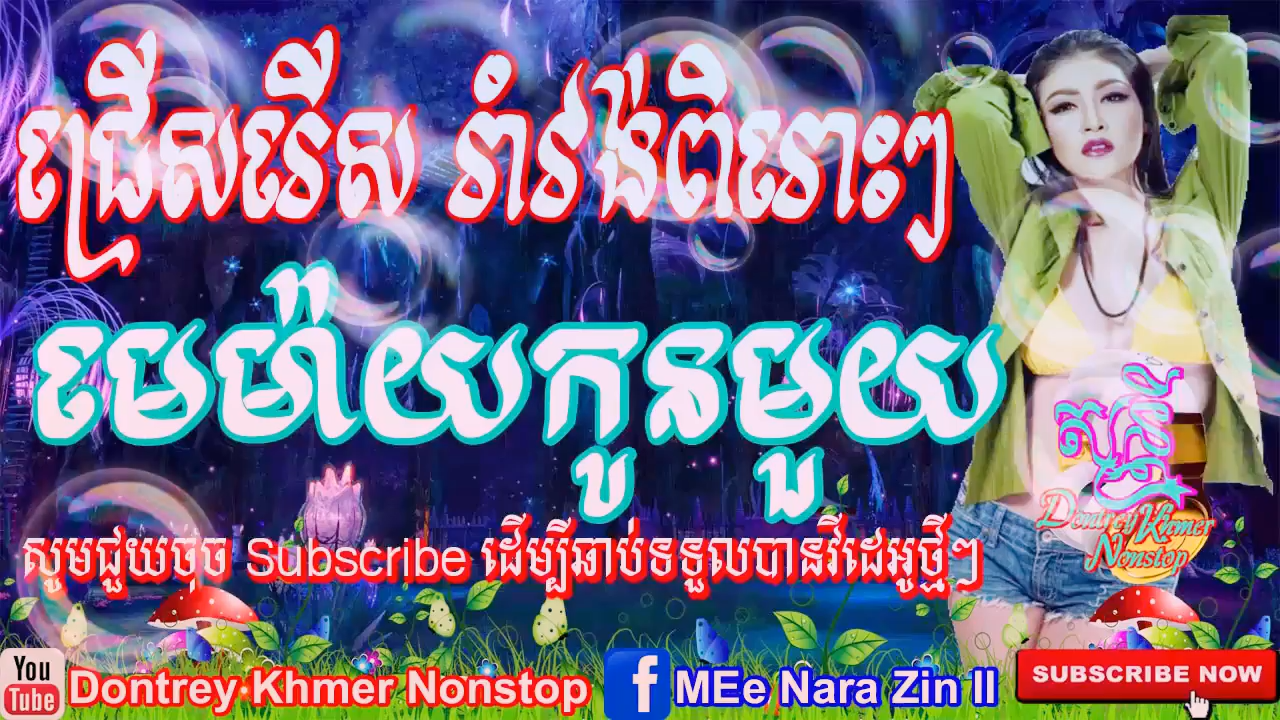 ជ្រើសរើស រាំវង់ពិរោះៗ
មេម៉ាយកូនមួយ
សូមជួយចុច Subscribe ដើម្បីឆាប់ទទួលបានវីដេអូថ្មីៗ
Dontrey Khmer
Nonstop
You
Tube Dontrey Khmer Nonstop f MEe Nara Zin II SUBSCRIBE NOW